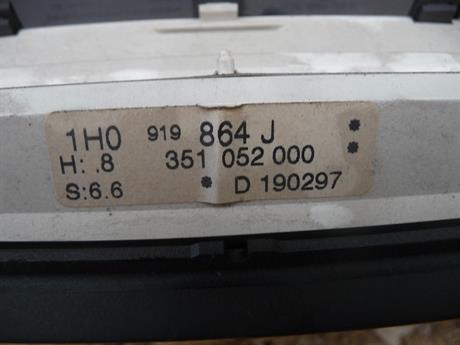 1H0 919 864 J *
H: .8 351 052 000 *
S:6.6 * D 190297